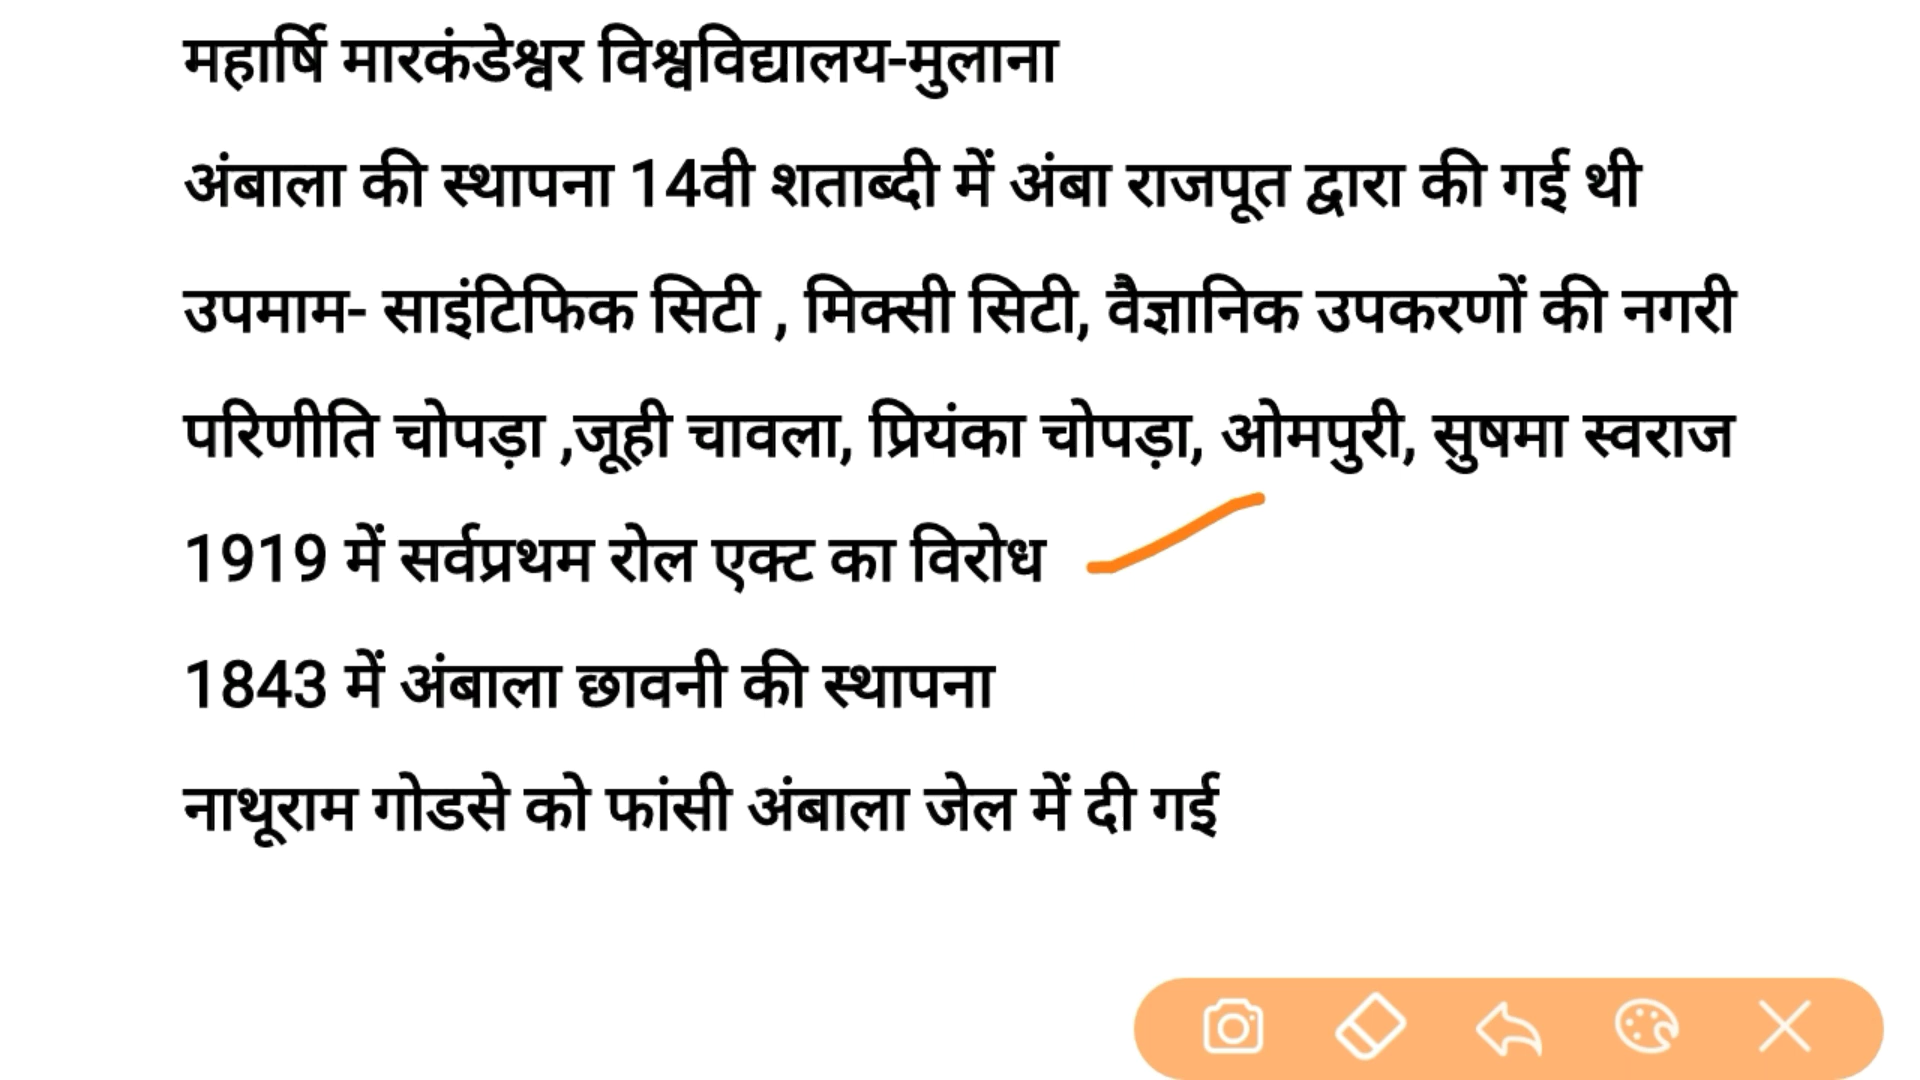 महार्षि मारकंडेश्वर विश्वविद्यालय-मुलाना
अंबाला की स्थापना 14वी शताब्दी में अंबा राजपूत द्वारा की गई थी
उपमाम- साइंटिफिक सिटी , मिक्सी सिटी, वैज्ञानिक उपकरणों की नगरी
परिणीति चोपड़ा ,जूही चावला, प्रियंका चोपड़ा, ओमपुरी, सुषमा स्वराज
1919 में सर्वप्रथम रोल एक्ट का विरोध
1843 में अंबाला छावनी की स्थापना
नाथूराम गोडसे को फांसी अंबाला जेल में दी गई